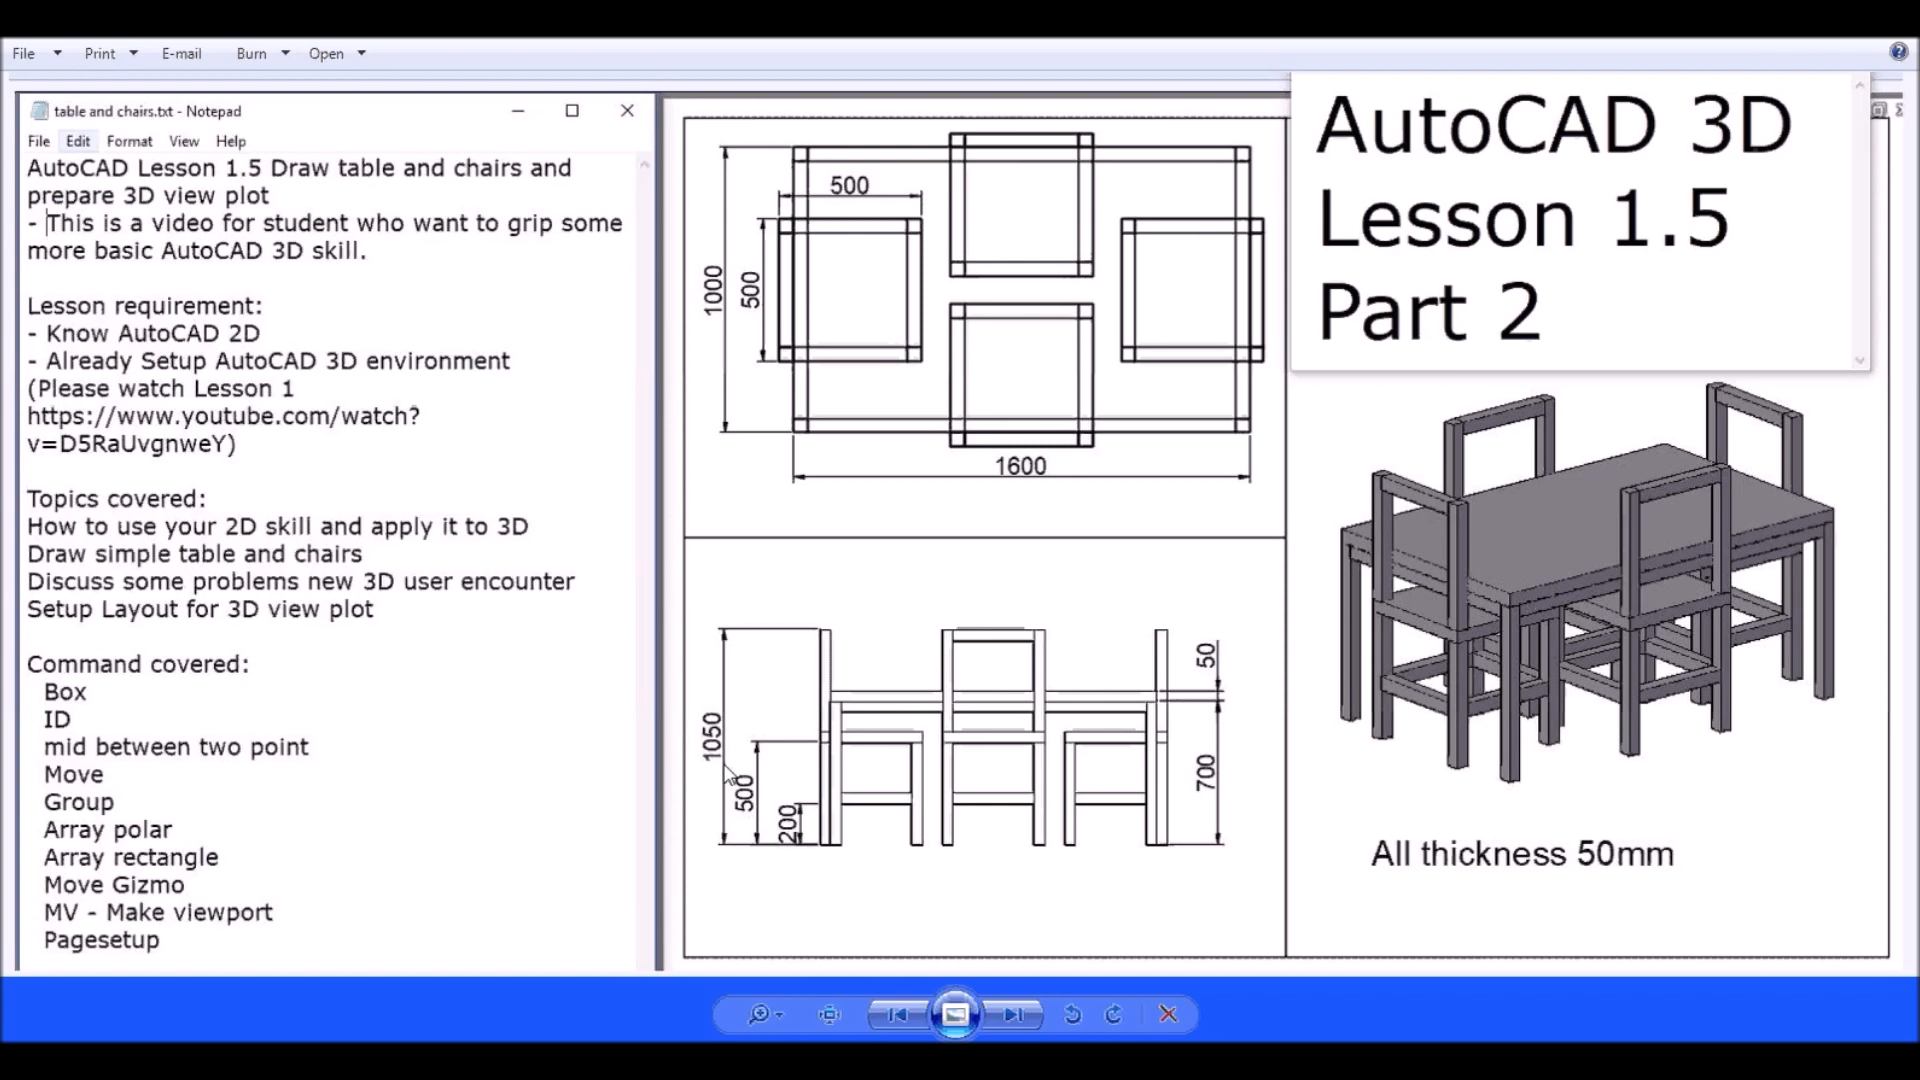 File Print E-mail Burn Open
table and chairs.txt - Notepad
File Edit Format View Help
AutoCAD Lesson 1.5 Draw table and chairs and
prepare 3D view plot
- This is a video for student who want to grip some
more basic AutoCAD 3D skill.
Lesson requirement:
- Know AutoCAD 2D
- Already Setup AutoCAD 3D environment
(Please watch Lesson 1
https://www.youtube.com/watch?
v=D5RaUvgnweY)
Topics covered:
How to use your 2D skill and apply it to 3D
Draw simple table and chairs
Discuss some problems new 3D user encounter
Setup Layout for 3D view plot
Command covered:
Box
ID
mid between two point
Move
Group
Array polar
Array rectangle
Move Gizmo
MV - Make viewport
Pagesetup
500
1000
500
1600
1050
500
200
50
700
AutoCAD 3D
Lesson 1.5
Part 2
All thickness 50mm